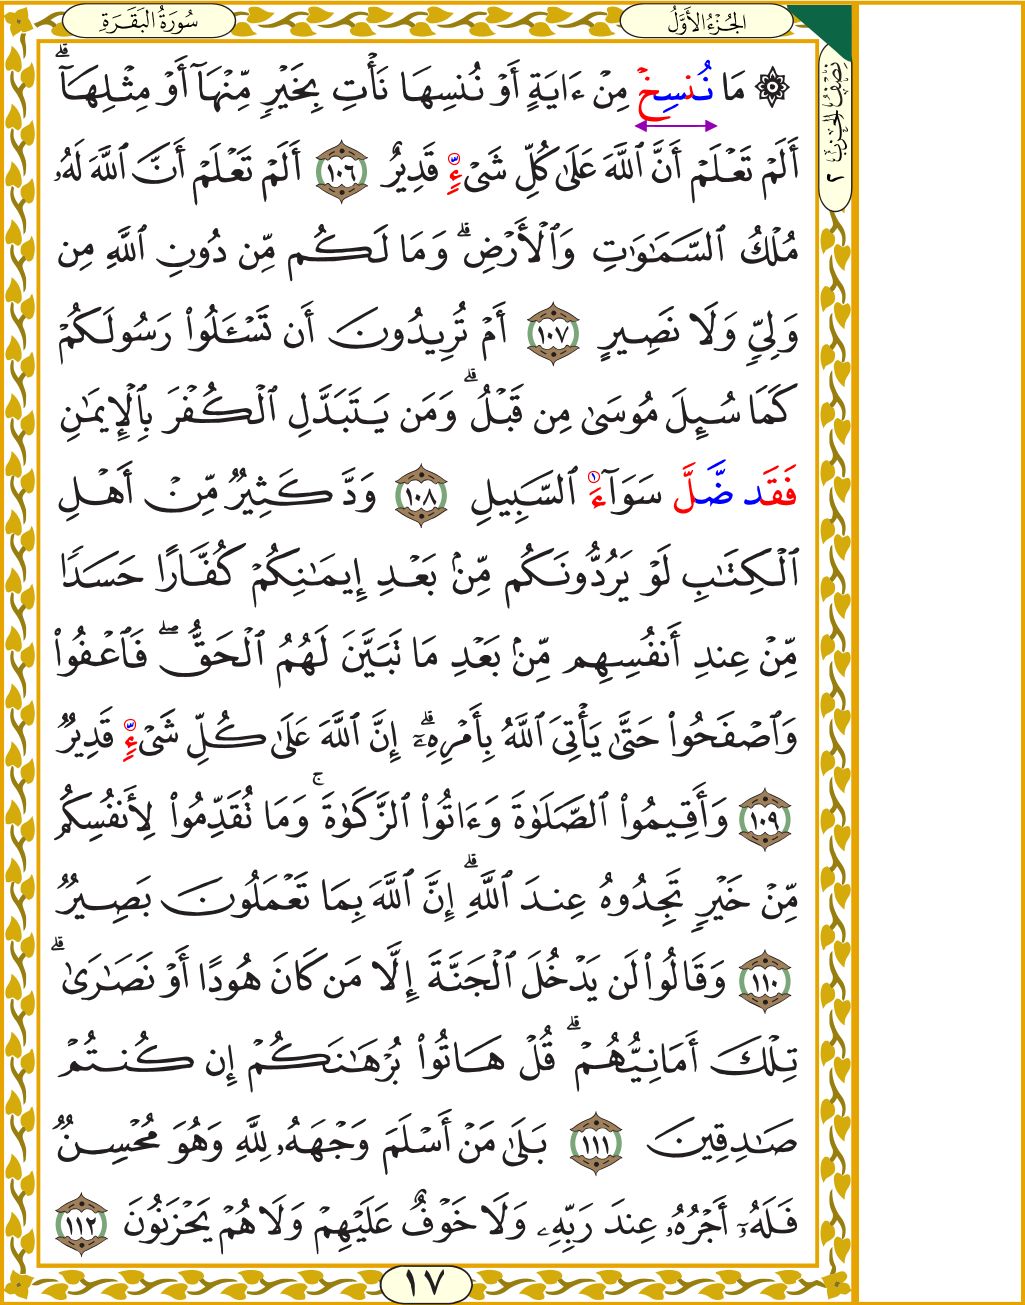 الجُزْءُ الأَوَّلُ
سُورَةُ البَقَرَةِ
نِصْفُ الحِزْبِ ٢
۞ مَا نُنسِخۡ مِنۡ ءَايَةٍ أَوۡ نُنسِهَا نَأۡتِ بِخَيۡرٖ مِّنۡهَآ أَوۡ مِثۡلِهَآۗ
أَلَمۡ تَعۡلَمۡ أَنَّ ٱللَّهَ عَلَىٰ كُلِّ شَيۡءٖ قَدِيرٌ ١٠٦ أَلَمۡ تَعۡلَمۡ أَنَّ ٱللَّهَ لَهُۥ
مُلۡكُ ٱلسَّمَٰوَٰتِ وَٱلۡأَرۡضِۗ وَمَا لَكُم مِّن دُونِ ٱللَّهِ مِن
وَلِيّٖ وَلَا نَصِيرٍ ١٠٧ أَمۡ تُرِيدُونَ أَن تَسۡـَٔلُواْ رَسُولَكُمۡ
كَمَا سُئِلَ مُوسَىٰ مِن قَبۡلُۗ وَمَن يَتَبَدَّلِ ٱلۡكُفۡرَ بِٱلۡإِيمَٰنِ
فَقَد ضَّلَّ سَوَآءَ ٱلسَّبِيلِ ١٠٨ وَدَّ كَثِيرٞ مِّنۡ أَهۡلِ
ٱلۡكِتَٰبِ لَوۡ يَرُدُّونَكُم مِّنۢ بَعۡدِ إِيمَٰنِكُمۡ كُفَّارًا حَسَدٗا
مِّنۡ عِندِ أَنفُسِهِم مِّنۢ بَعۡدِ مَا تَبَيَّنَ لَهُمُ ٱلۡحَقُّۖ فَٱعۡفُواْ
وَٱصۡفَحُواْ حَتَّىٰ يَأۡتِيَ ٱللَّهُ بِأَمۡرِهِۦٓۗ إِنَّ ٱللَّهَ عَلَىٰ كُلِّ شَيۡءٖ قَدِيرٞ
١٠٩ وَأَقِيمُواْ ٱلصَّلَوٰةَ وَءَاتُواْ ٱلزَّكَوٰةَۚ وَمَا تُقَدِّمُواْ لِأَنفُسِكُم
مِّنۡ خَيۡرٖ تَجِدُوهُ عِندَ ٱللَّهِۗ إِنَّ ٱللَّهَ بِمَا تَعۡمَلُونَ بَصِيرٞ
١١٠ وَقَالُواْ لَن يَدۡخُلَ ٱلۡجَنَّةَ إِلَّا مَن كَانَ هُودًا أَوۡ نَصَٰرَىٰۗ
تِلۡكَ أَمَانِيُّهُمۡۗ قُلۡ هَاتُواْ بُرۡهَٰنَكُمۡ إِن كُنتُمۡ
صَٰدِقِينَ ١١١ بَلَىٰ مَنۡ أَسۡلَمَ وَجۡهَهُۥ لِلَّهِ وَهُوَ مُحۡسِنٞ
فَلَهُۥٓ أَجۡرُهُۥ عِندَ رَبِّهِۦ وَلَا خَوۡفٌ عَلَيۡهِمۡ وَلَا هُمۡ يَحۡزَنُونَ ١١٢
١٧